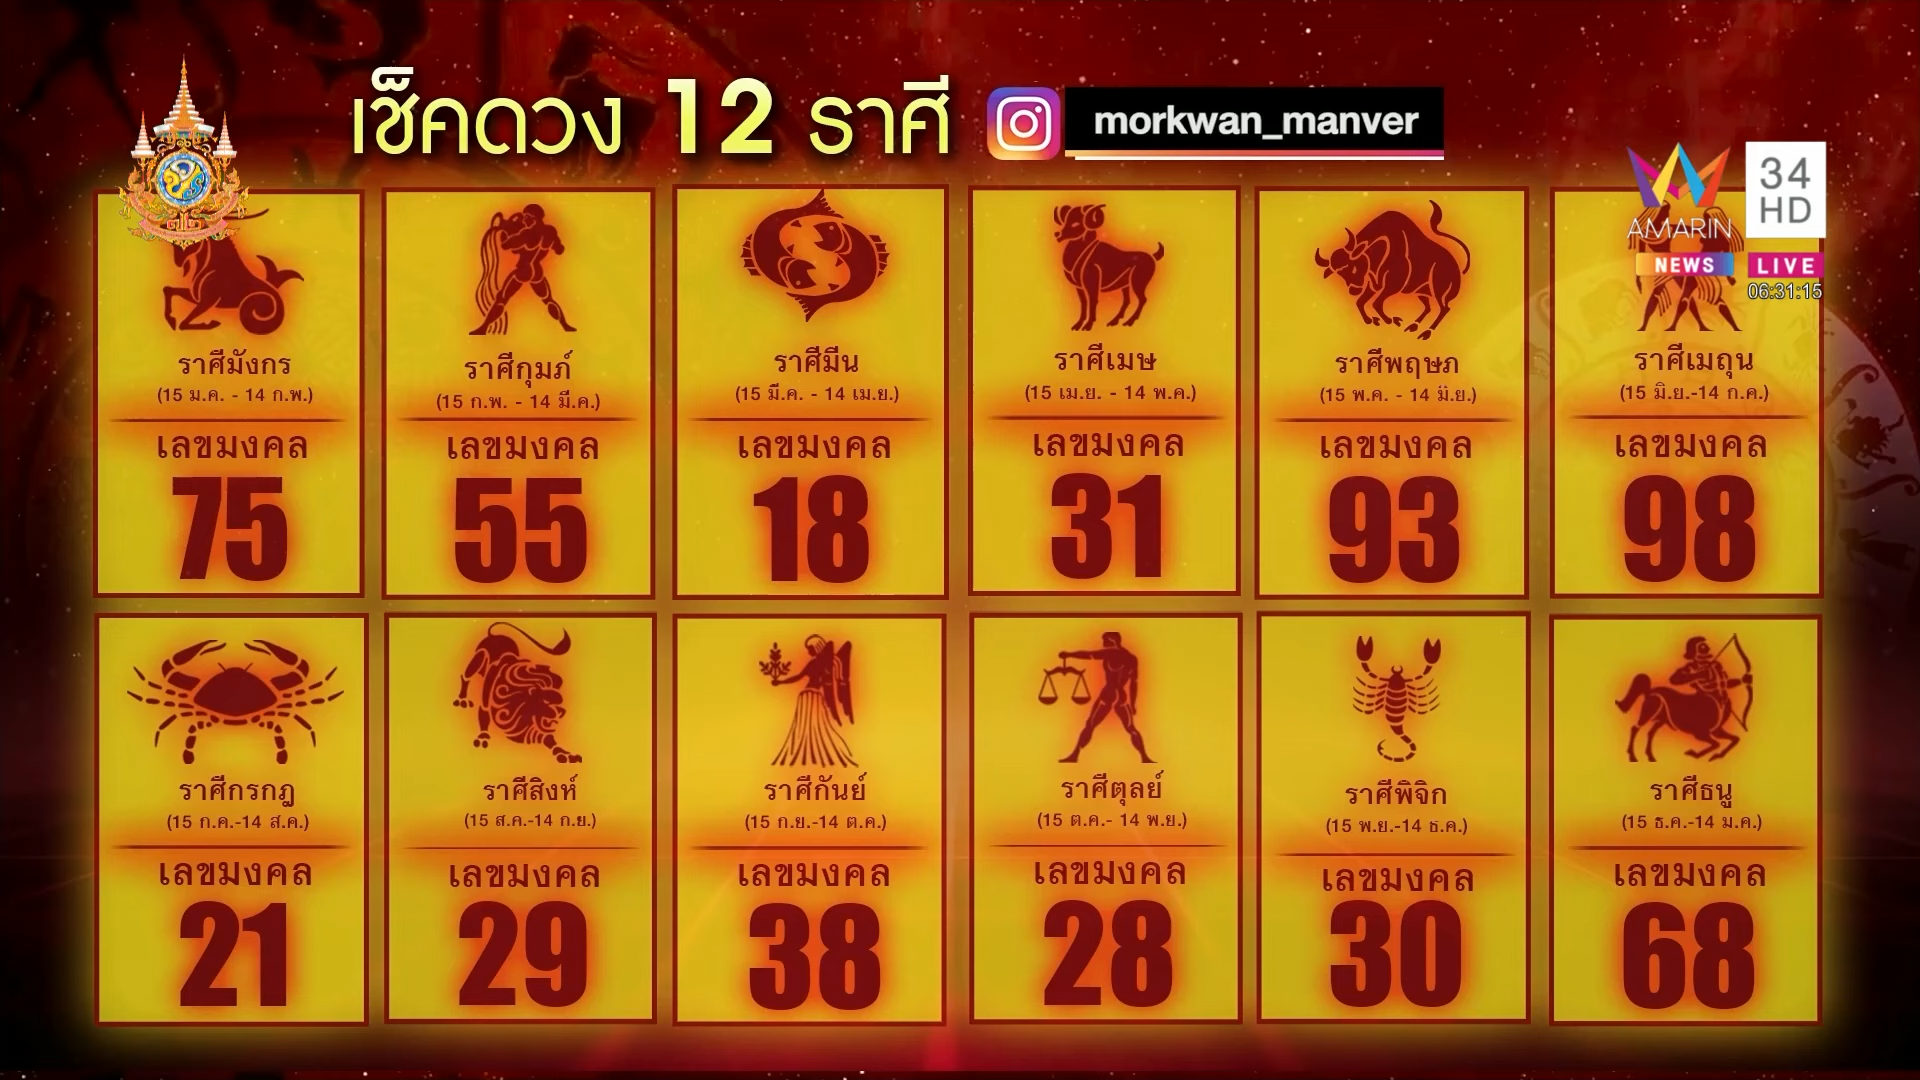 เช็คดวง 12 ราศี
morkwan_manver
AMARIN
NEWS
34
HD
LIVE
06:31:15
ราศีมังกร
(15 ม.ค. - 14 ก.พ.)
เลขมงคล
75
ราศีกุมภ์
(15 ก.พ. - 14 มี.ค.)
เลขมงคล
55
ราศีมีน
(15 มี.ค. - 14 เม.ย.)
เลขมงคล
18
ราศีเมษ
(15 เม.ย. - 14 พ.ค.)
เลขมงคล
31
ราศีพฤษภ
(15 พ.ค. - 14 มิ.ย.)
เลขมงคล
93
ราศีเมถุน
(15 มิ.ย.-14 ก.ค.)
เลขมงคล
98
ราศีกรกฎ
(15 ก.ค.-14 ส.ค.)
เลขมงคล
21
ราศีสิงห์
(15 ส.ค.-14 ก.ย.)
เลขมงคล
29
ราศีกันย์
(15 ก.ย.-14 ต.ค.)
เลขมงคล
38
ราศีตุลย์
(15 ต.ค.- 14 พ.ย.)
เลขมงคล
28
ราศีพิจิก
(15 พ.ย.-14 ธ.ค.)
เลขมงคล
30
ราศีธนู
(15 ธ.ค.-14 ม.ค.)
เลขมงคล
68